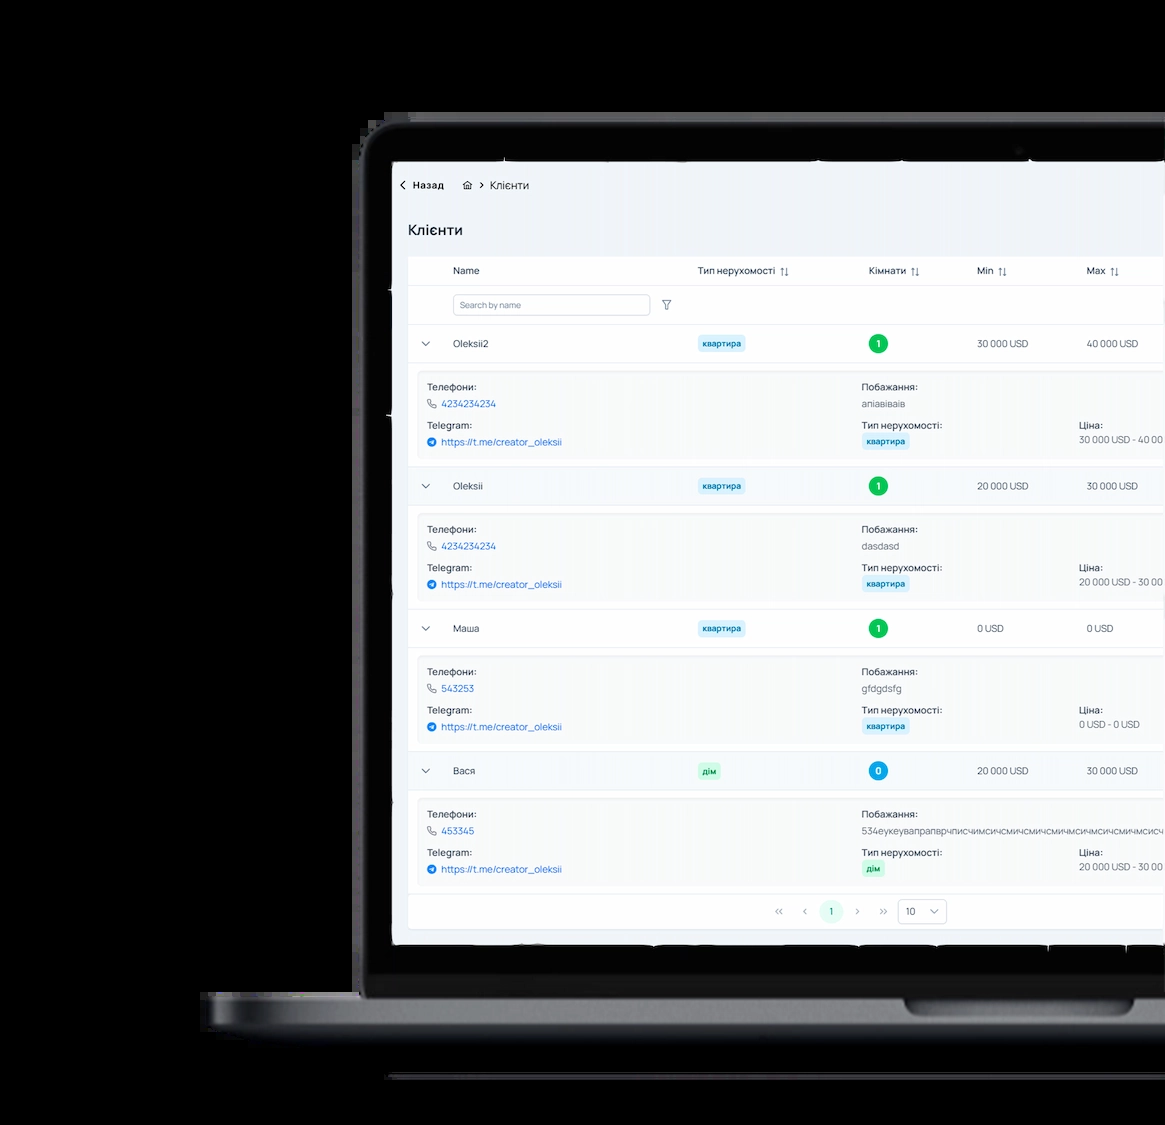 Назад Клієнти
Клієнти
Name Тип нерухомості Кімнати Min Max
Search by name
Oleksii2 квартира 1 30 000 USD 40 000 USD
Телефони: Побажання:
4234234234 апіавіваів
Telegram: Тип нерухомості: Ціна:
https://t.me/creator_oleksii квартира 30 000 USD - 40 00
Oleksii квартира 1 20 000 USD 30 000 USD
Телефони: Побажання:
4234234234 dasdasd
Telegram: Тип нерухомості: Ціна:
https://t.me/creator_oleksii квартира 20 000 USD - 30 00
Маша квартира 1 0 USD 0 USD
Телефони: Побажання:
543253 gfdgdsfg
Telegram: Тип нерухомості: Ціна:
https://t.me/creator_oleksii квартира 0 USD - 0 USD
Вася дім 0 20 000 USD 30 000 USD
Телефони: Побажання:
453345
Telegram: Тип нерухомості: Ціна:
https://t.me/creator_oleksii дім 20 000 USD - 30 00
1 10